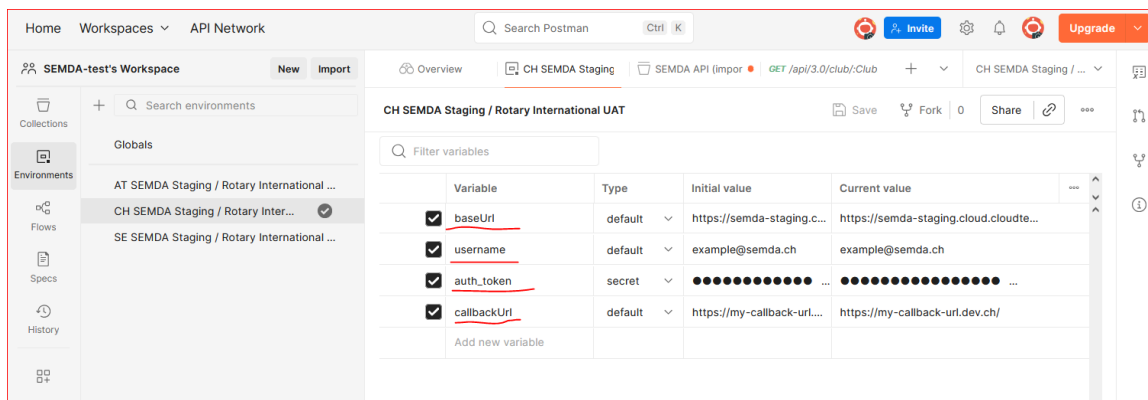 Home Workspaces API Network Search Postman Ctrl K Invite Upgrade
SEMDA-test's Workspace New Import Overview CH SEMDA Staging SEMDA API (impor GET /api/3.0/club/:Club CH SEMDA Staging / ...
Collections
Environments
Flows
Specs
History
Search environments
Globals
AT SEMDA Staging / Rotary International ...
CH SEMDA Staging / Rotary Inter...
SE SEMDA Staging / Rotary International ...
CH SEMDA Staging / Rotary International UAT Save Fork 0 Share
Filter variables
Variable Type Initial value Current value
baseUrl default https://semda-staging.c... https://semda-staging.cloud.cloudte...
username default example@semda.ch example@semda.ch
auth_token secret ●●●●●●●●●●●● ... ●●●●●●●●●●●●●●●● ...
callbackUrl default https://my-callback-url.... https://my-callback-url.dev.ch/
Add new variable